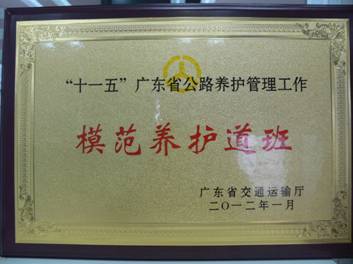 “十一五”广东省公路养护管理工作
模范养护道班
广东省交通运输厅
二〇一二年一月